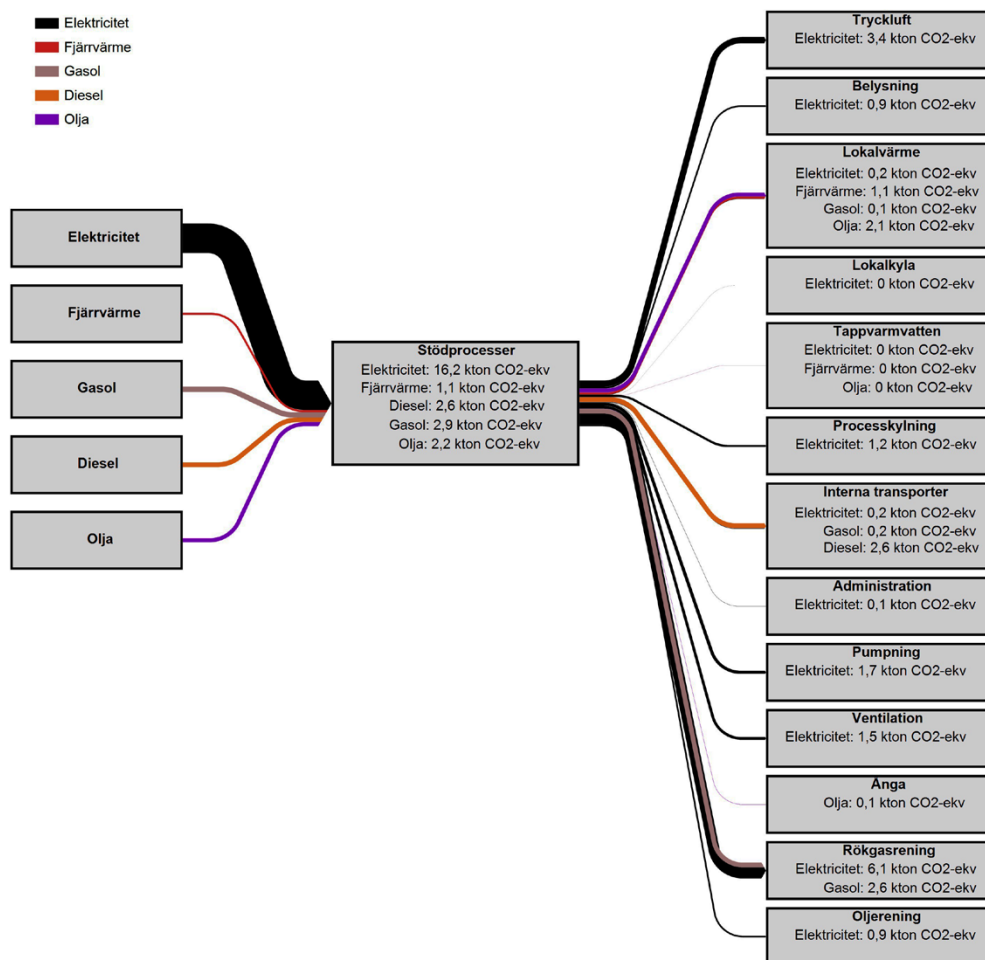 Elektricitet
Fjärrvärme
Gasol
Diesel
Olja
Elektricitet
Fjärrvärme
Gasol
Diesel
Olja
Stödprocesser
Elektricitet: 16,2 kton CO2-ekv
Fjärrvärme: 1,1 kton CO2-ekv
Diesel: 2,6 kton CO2-ekv
Gasol: 2,9 kton CO2-ekv
Olja: 2,2 kton CO2-ekv
Tryckluft
Elektricitet: 3,4 kton CO2-ekv
Belysning
Elektricitet: 0,9 kton CO2-ekv
Lokalvärme
Elektricitet: 0,2 kton CO2-ekv
Fjärrvärme: 1,1 kton CO2-ekv
Gasol: 0,1 kton CO2-ekv
Olja: 2,1 kton CO2-ekv
Lokalkyla
Elektricitet: 0 kton CO2-ekv
Tappvarmvatten
Elektricitet: 0 kton CO2-ekv
Fjärrvärme: 0 kton CO2-ekv
Olja: 0 kton CO2-ekv
Processkylning
Elektricitet: 1,2 kton CO2-ekv
Interna transporter
Elektricitet: 0,2 kton CO2-ekv
Gasol: 0,2 kton CO2-ekv
Diesel: 2,6 kton CO2-ekv
Administration
Elektricitet: 0,1 kton CO2-ekv
Pumpning
Elektricitet: 1,7 kton CO2-ekv
Ventilation
Elektricitet: 1,5 kton CO2-ekv
Ånga
Olja: 0,1 kton CO2-ekv
Rökgasrening
Elektricitet: 6,1 kton CO2-ekv
Gasol: 2,6 kton CO2-ekv
Oljerening
Elektricitet: 0,9 kton CO2-ekv